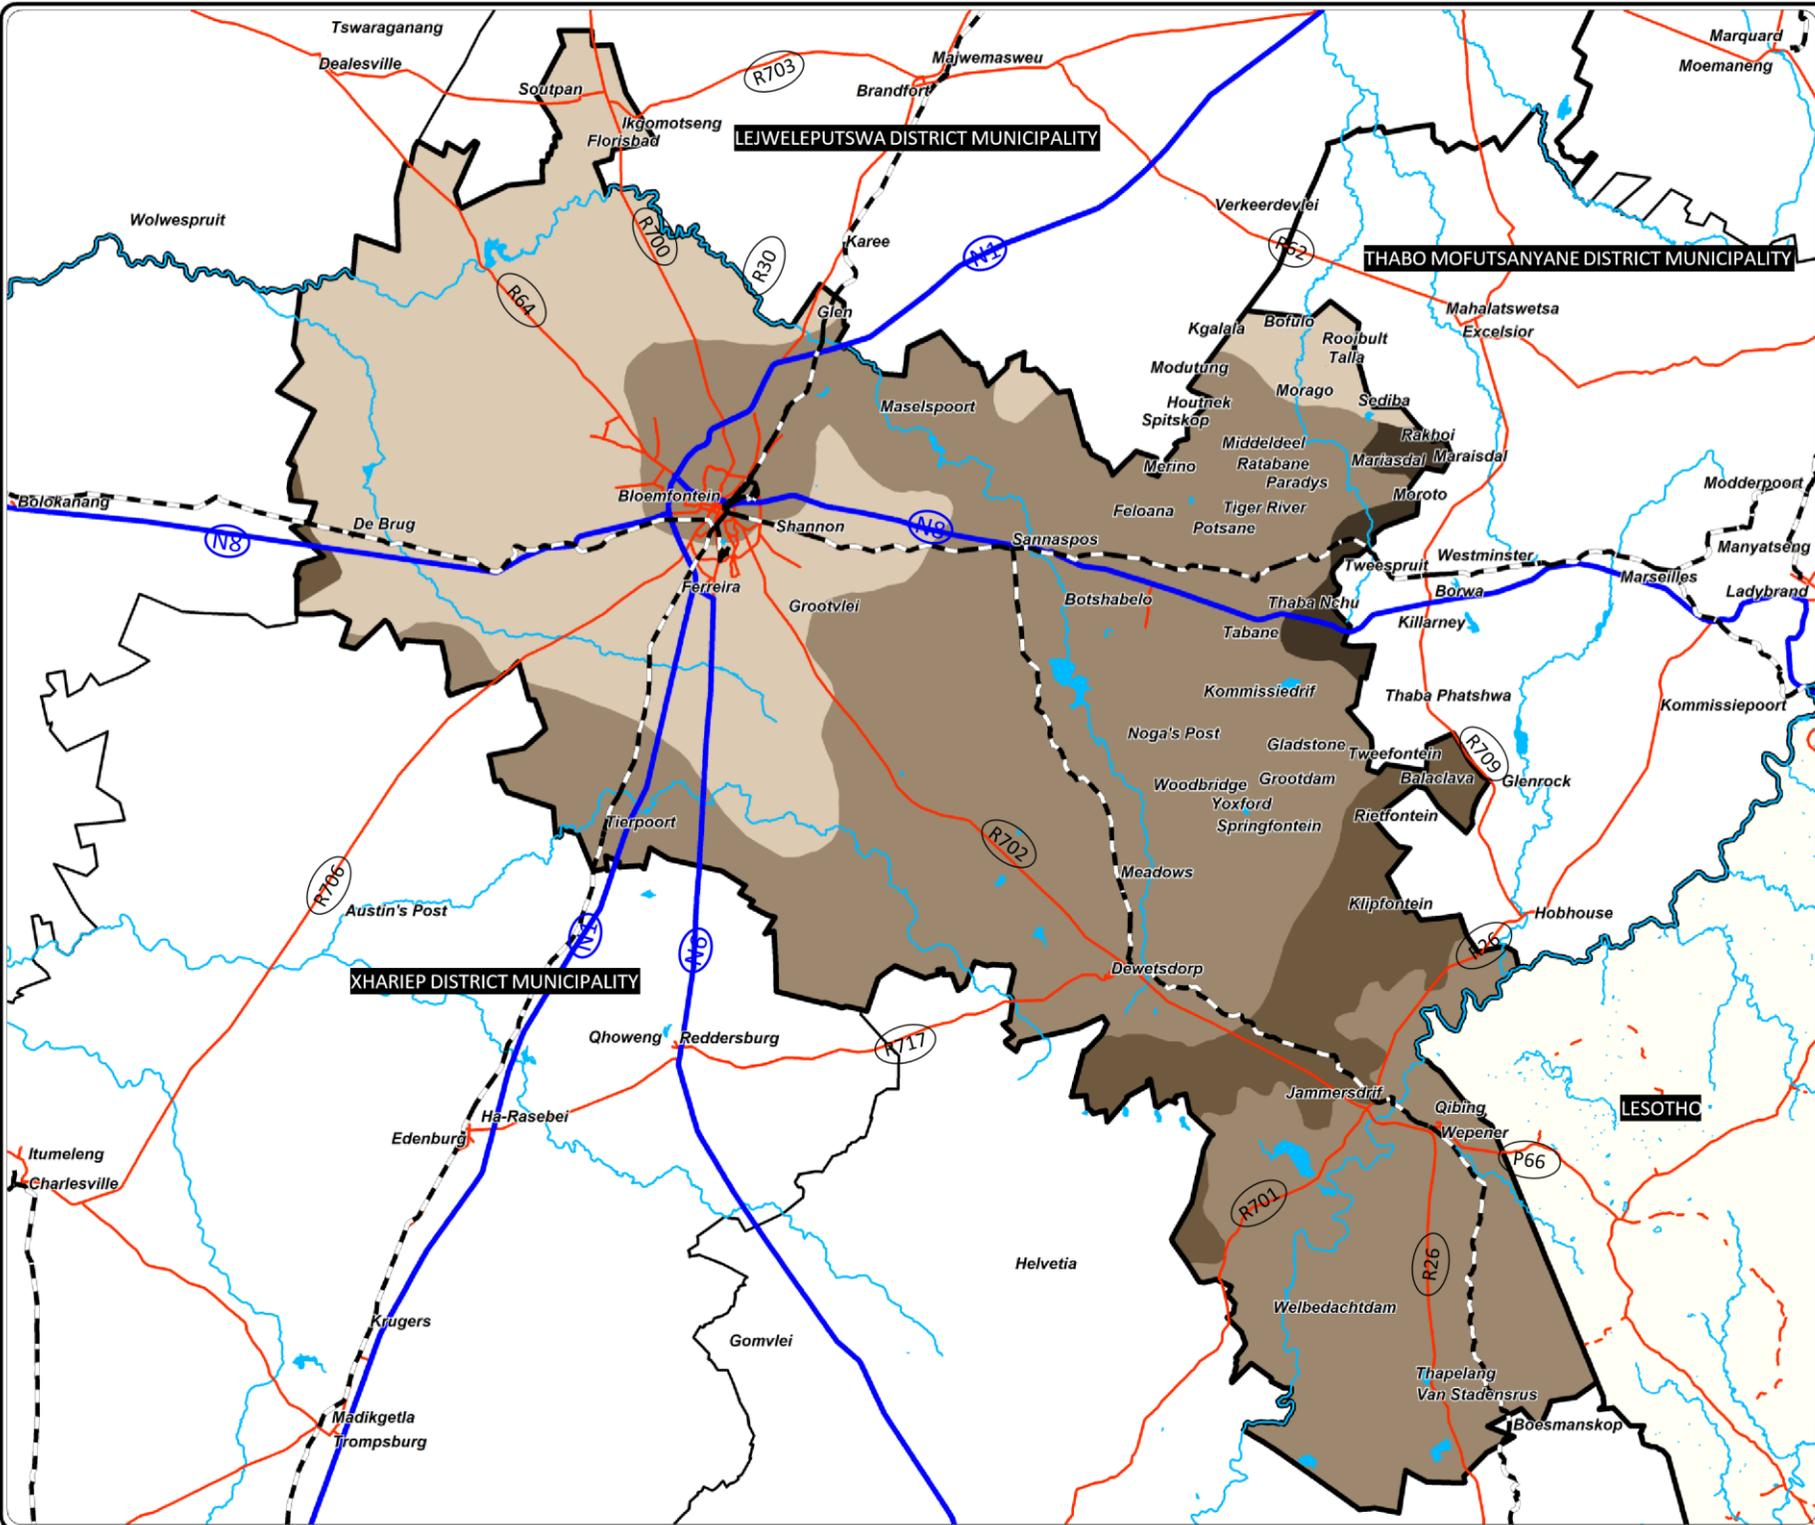 Tswaraganang
Dealesville
Soutpan
Ikgomotseng
Florisbad
R703
Majwemasweu
Brandfort
LEJWELEPUTSWA DISTRICT MUNICIPALITY
Marquard
Moemaneng
Wolwespruit
R700
R30
Karee
N1
Verkeerdevlei
R62
THABO MOFUTSANYANE DISTRICT MUNICIPALITY
R64
Glen
Kgalala
Bofulo
Rooibult
Talla
Mahalatswetsa
Excelsior
Modutung
Morago
Houtnek
Spitskop
Sediba
Maselspoort
Middeldeel
Rakhoi
Merino
Ratabane
Mariasdal
Maraisdal
Paradys
Bolokanang
Bloemfontein
Feloana
Tiger River
Moroto
Modderpoort
De Brug
N8
Shannon
N8
Sannaspos
Potsane
Tweespruit
Westminster
Manyatseng
Marseilles
Ferreira
Grootvlei
Botshabelo
Thaba Nchu
Borwa
Ladybrand
Tabane
Killarney
Kommissiedrif
Thaba Phatshwa
Kommissiepoort
Noga's Post
Gladstone
Tweefontein
R709
Woodbridge
Grootdam
Balaclava
Glenrock
Yoxford
Springfontein
Rietfontein
Tierpoort
R702
R706
Meadows
Austin's Post
Klipfontein
Hobhouse
N1
N6
R26
XHARIEP DISTRICT MUNICIPALITY
Dewetsdorp
Qhoweng
Reddersburg
R717
Jammersdrif
Qibing
LESOTHO
Ha-Rasebei
Edenburg
Wepener
P66
Itumeleng
Charlesville
R701
R26
Helvetia
Welbedachtdam
Krugers
Gomvlei
Thapelang
Van Stadensrus
Madikgetla
Trompsburg
Boesmanskop